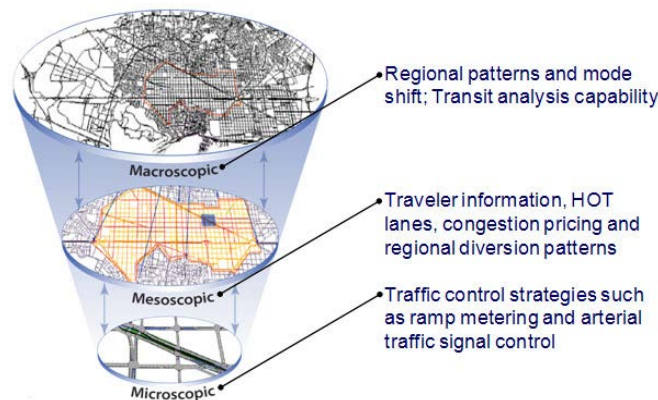 Regional patterns and mode
shift; Transit analysis capability
Macroscopic
Traveler information, HOT
lanes, congestion pricing and
regional diversion patterns
Mesoscopic
Traffic control strategies such
as ramp metering and arterial
traffic signal control
Microscopic